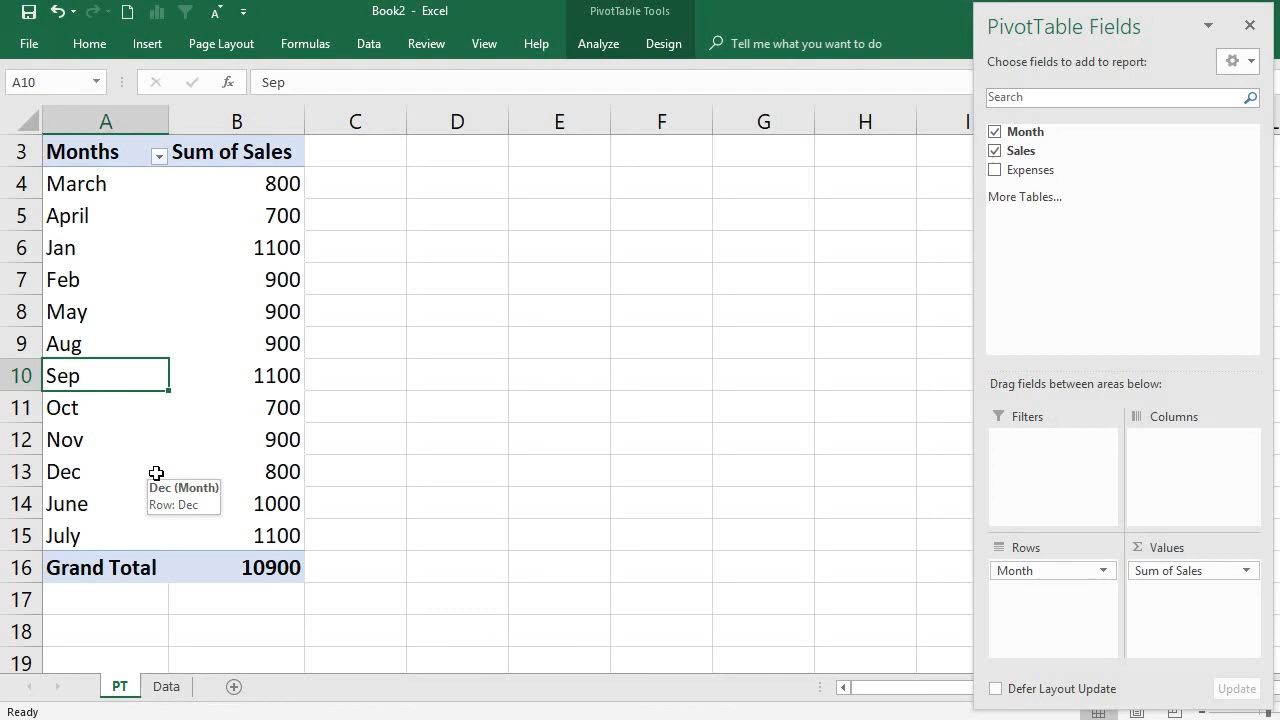 Book2 - Excel
PivotTable Tools
File Home Insert Page Layout Formulas Data Review View Help Analyze Design Tell me what you want to do
A10 fx Sep
A B C D E F G H I
3 Months Sum of Sales
4 March 800
5 April 700
6 Jan 1100
7 Feb 900
8 May 900
9 Aug 900
10 Sep 1100
11 Oct 700
12 Nov 900
13 Dec 800
Dec (Month)
Row: Dec
14 June 1000
15 July 1100
16 Grand Total 10900
17
18
19
PT Data
Ready
PivotTable Fields
Choose fields to add to report:
Search
Month
Sales
Expenses
More Tables...
Drag fields between areas below:
Filters Columns
Rows Σ Values
Month Sum of Sales
Defer Layout Update Update